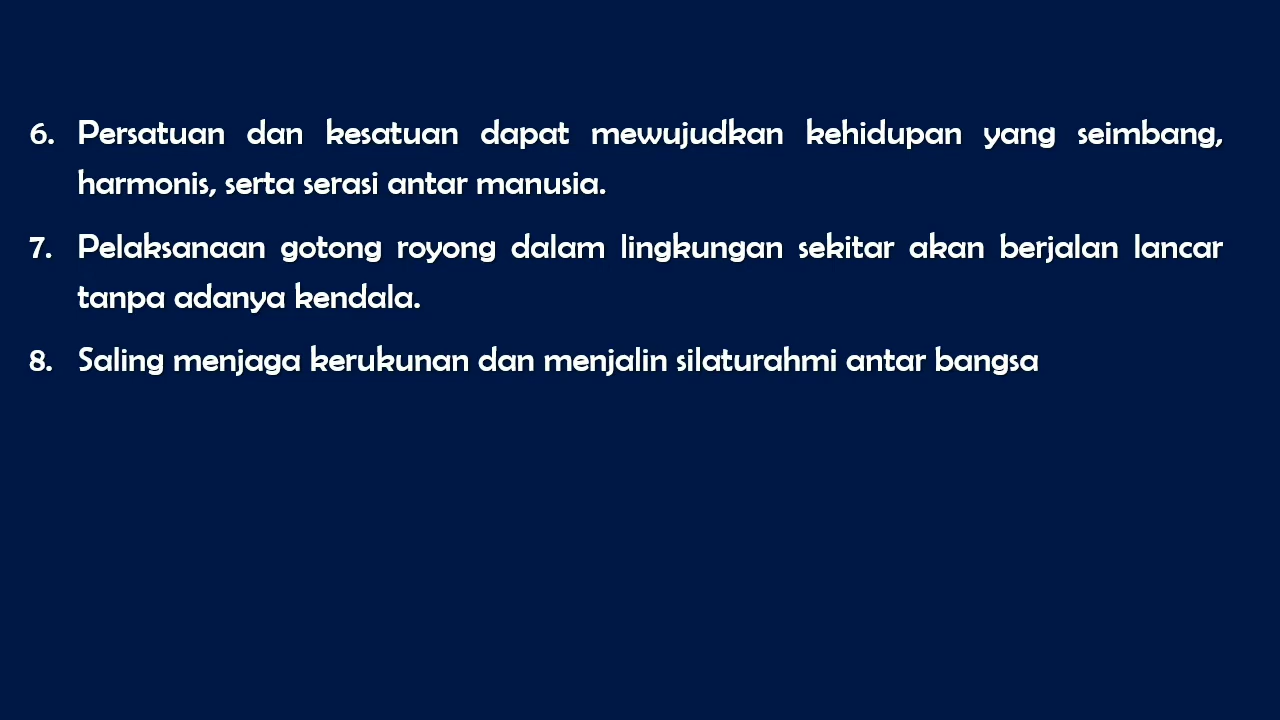 6. Persatuan dan kesatuan dapat mewujudkan kehidupan yang seimbang,
harmonis, serta serasi antar manusia.
7. Pelaksanaan gotong royong dalam lingkungan sekitar akan berjalan lancar
tanpa adanya kendala.
8. Saling menjaga kerukunan dan menjalin silaturahmi antar bangsa